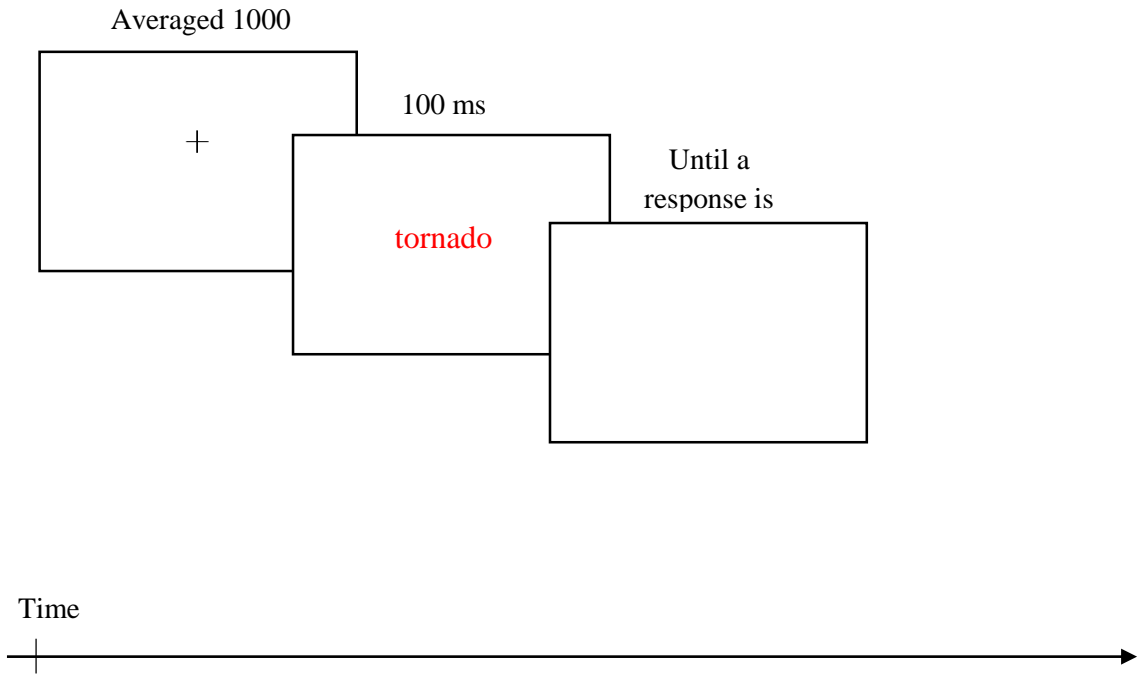 Averaged 1000
100 ms
Until a
response is
tornado
Time